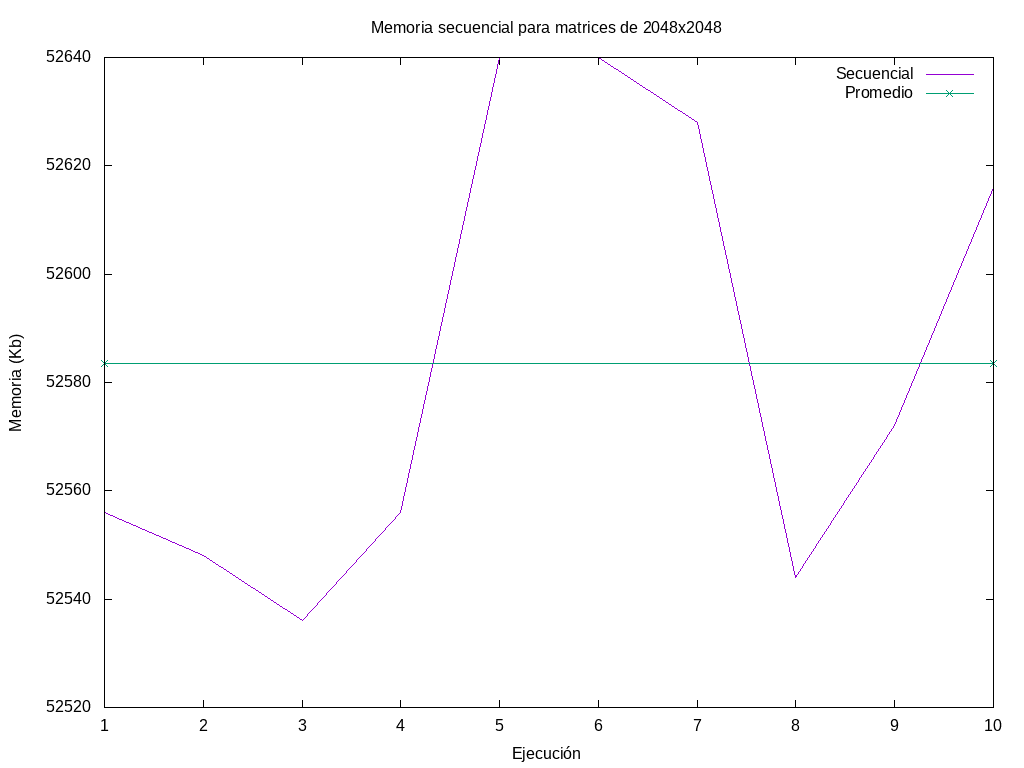 Memoria secuencial para matrices de 2048x2048
Secuencial
Promedio
52640
52620
52600
52580
52560
52540
52520
Memoria (Kb)
1 2 3 4 5 6 7 8 9 10
Ejecución